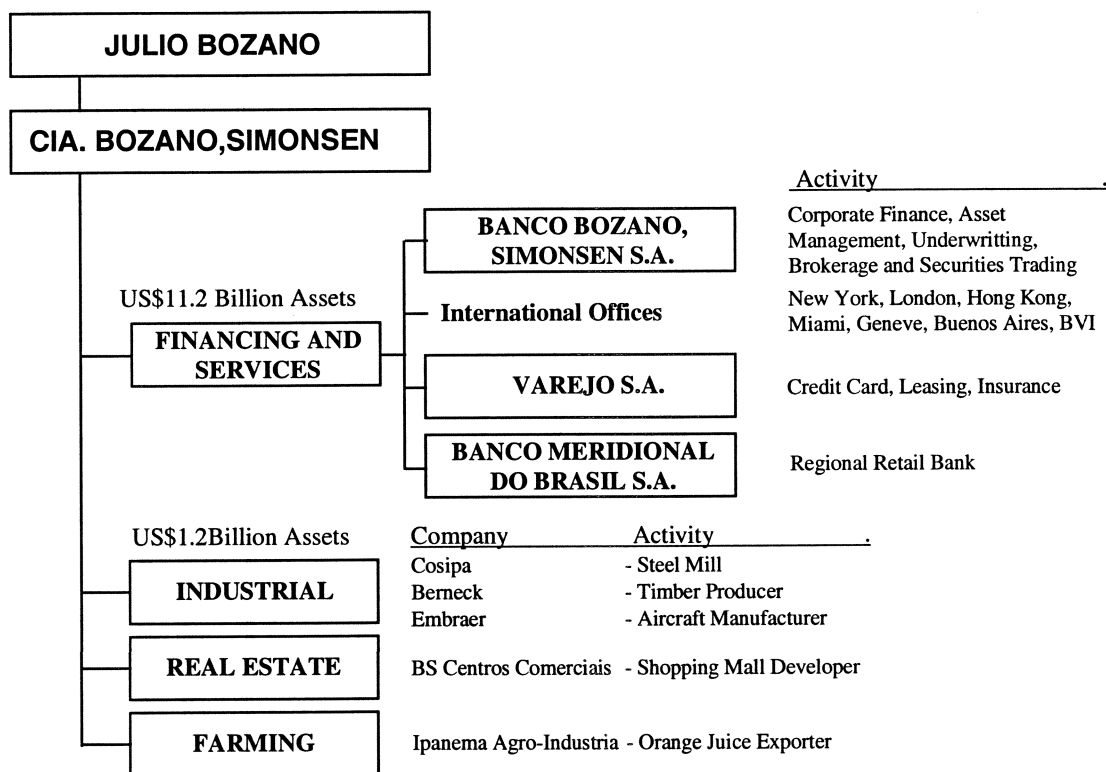 JULIO BOZANO
CIA. BOZANO,SIMONSEN
Activity .
BANCO BOZANO,
SIMONSEN S.A.
Corporate Finance, Asset
Management, Underwritting,
Brokerage and Securities Trading
US$11.2 Billion Assets
FINANCING AND
SERVICES
International Offices
New York, London, Hong Kong,
Miami, Geneve, Buenos Aires, BVI
VAREJO S.A.
Credit Card, Leasing, Insurance
BANCO MERIDIONAL
DO BRASIL S.A.
Regional Retail Bank
US$1.2Billion Assets
Company Activity .
INDUSTRIAL
Cosipa - Steel Mill
Berneck - Timber Producer
Embraer - Aircraft Manufacturer
REAL ESTATE
BS Centros Comerciais - Shopping Mall Developer
FARMING
Ipanema Agro-Industria - Orange Juice Exporter